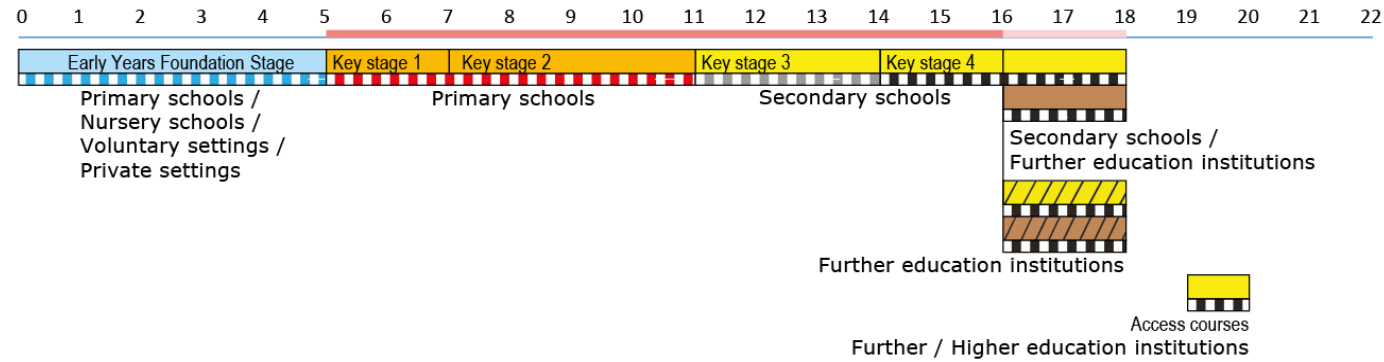 0 1 2 3 4 5 6 7 8 9 10 11 12 13 14 15 16 17 18 19 20 22
Early Years Foundation Stage Key stage 1 Key stage 2 Key stage 3 Key stage 4
Primary schools /
Nursery schools /
Voluntary settings /
Private settings
Primary schools
Secondary schools
Secondary schools /
Further education institutions
Further education institutions
Access courses
Further / Higher education institutions